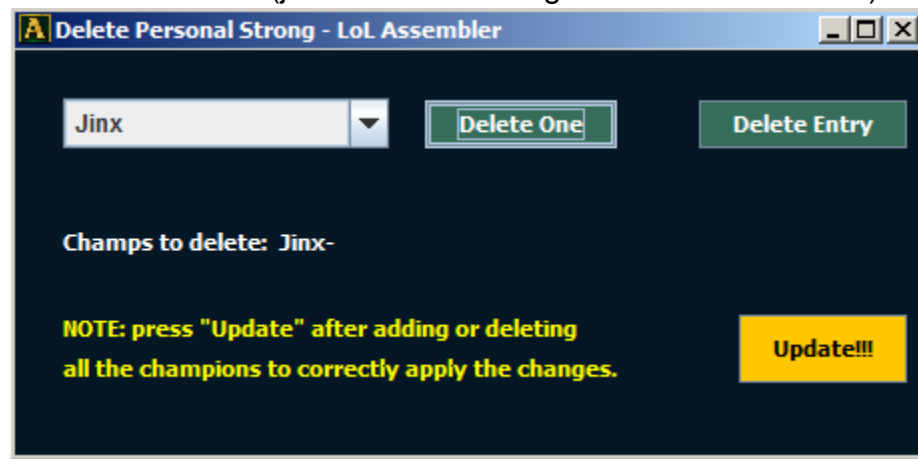 Delete Personal Strong - LoL Assembler
Jinx
Delete One
Delete Entry
Champs to delete: Jinx-
NOTE: press "Update" after adding or deleting
all the champions to correctly apply the changes.
Update!!!